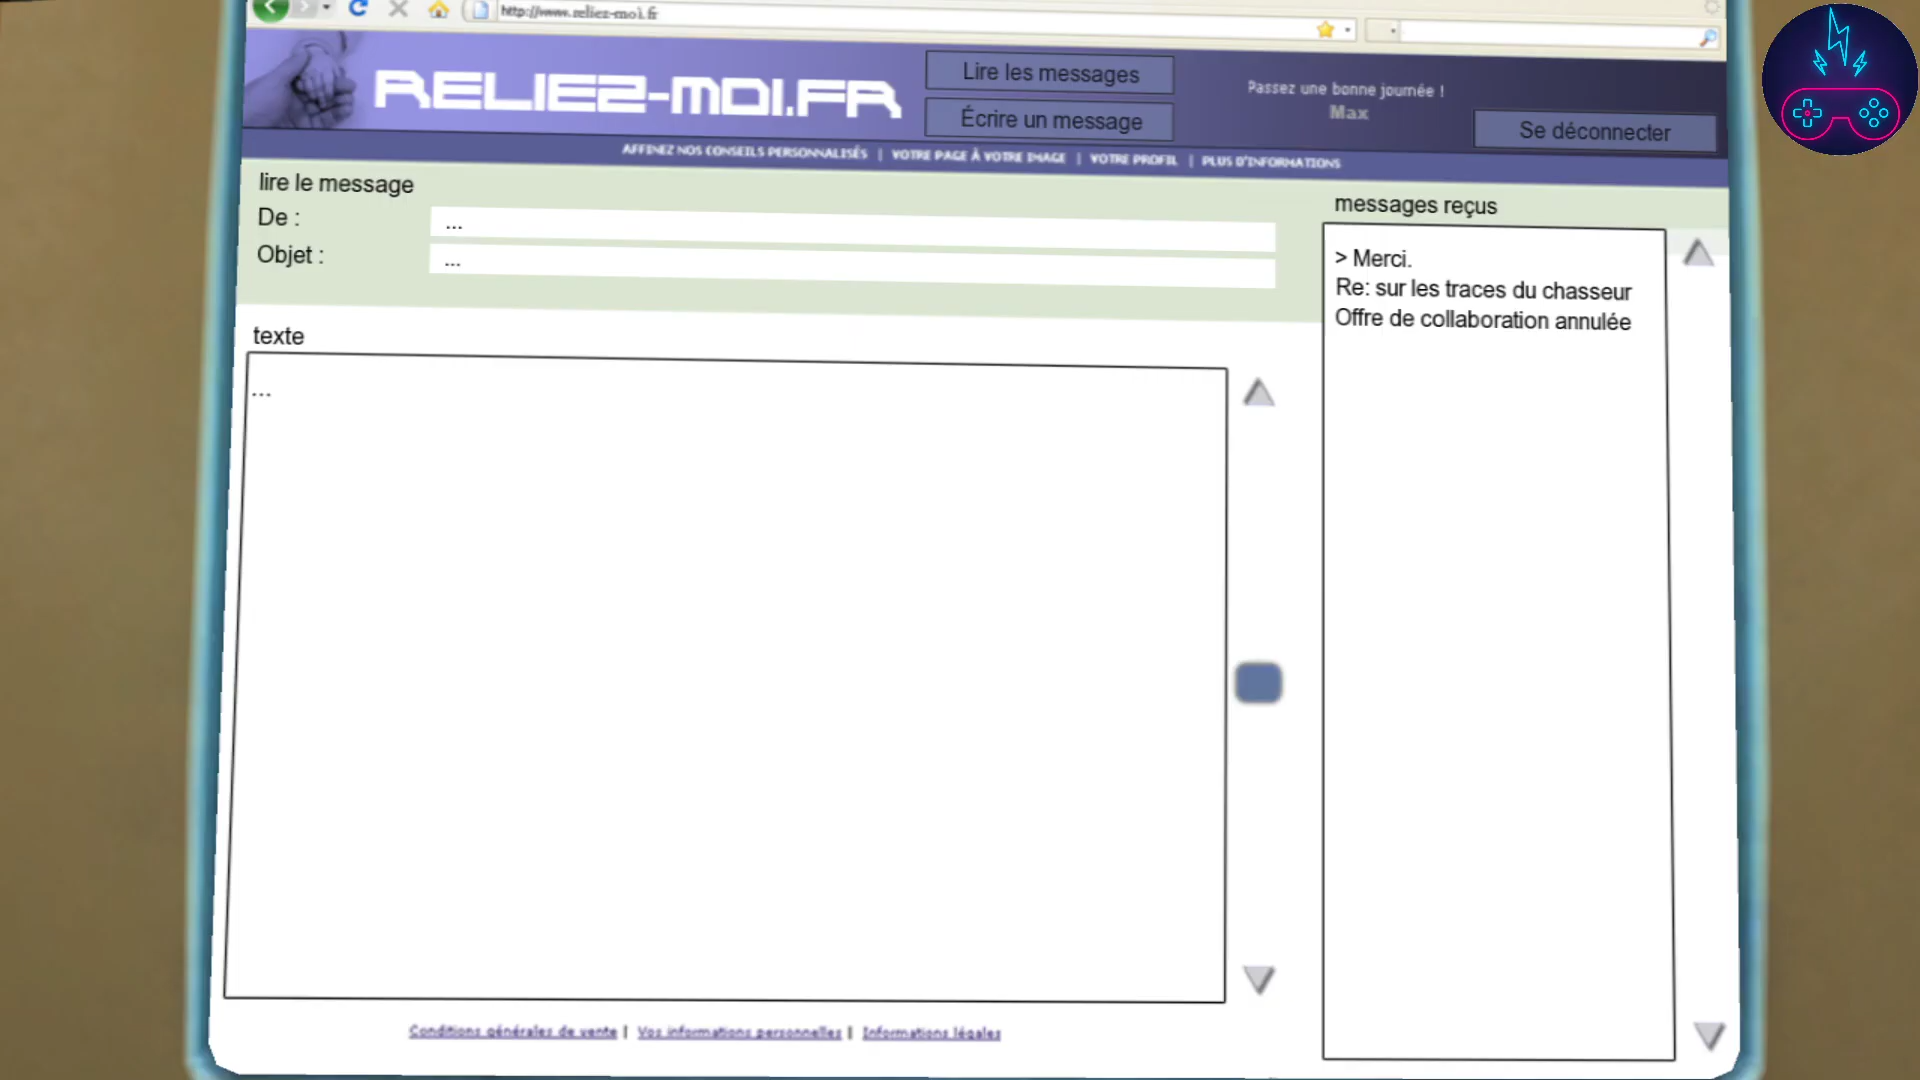 http://www.reliez-moi.fr
RELIEZ-MOI.FR
Lire les messages
Écrire un message
Passez une bonne journée !
Max
Se déconnecter
AFFINEZ NOS CONSEILS PERSONNALISÉS | VOTRE PAGE À VOTRE IMAGE | VOTRE PROFIL | PLUS D'INFORMATIONS
lire le message
De :
...
Objet :
...
texte
...
messages reçus
> Merci.
Re: sur les traces du chasseur
Offre de collaboration annulée
Conditions générales de vente | Vos informations personnelles | Informations légales